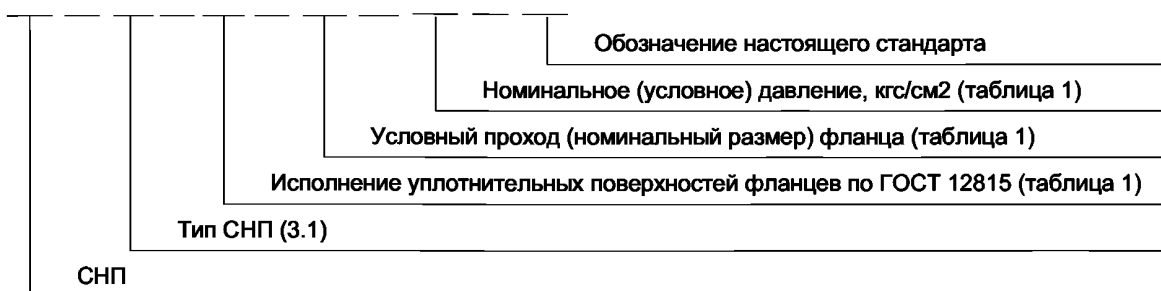 Обозначение настоящего стандарта
Номинальное (условное) давление, кгс/см2 (таблица 1)
Условный проход (номинальный размер) фланца (таблица 1)
Исполнение уплотнительных поверхностей фланцев по ГОСТ 12815 (таблица 1)
Тип СНП (3.1)
СНП